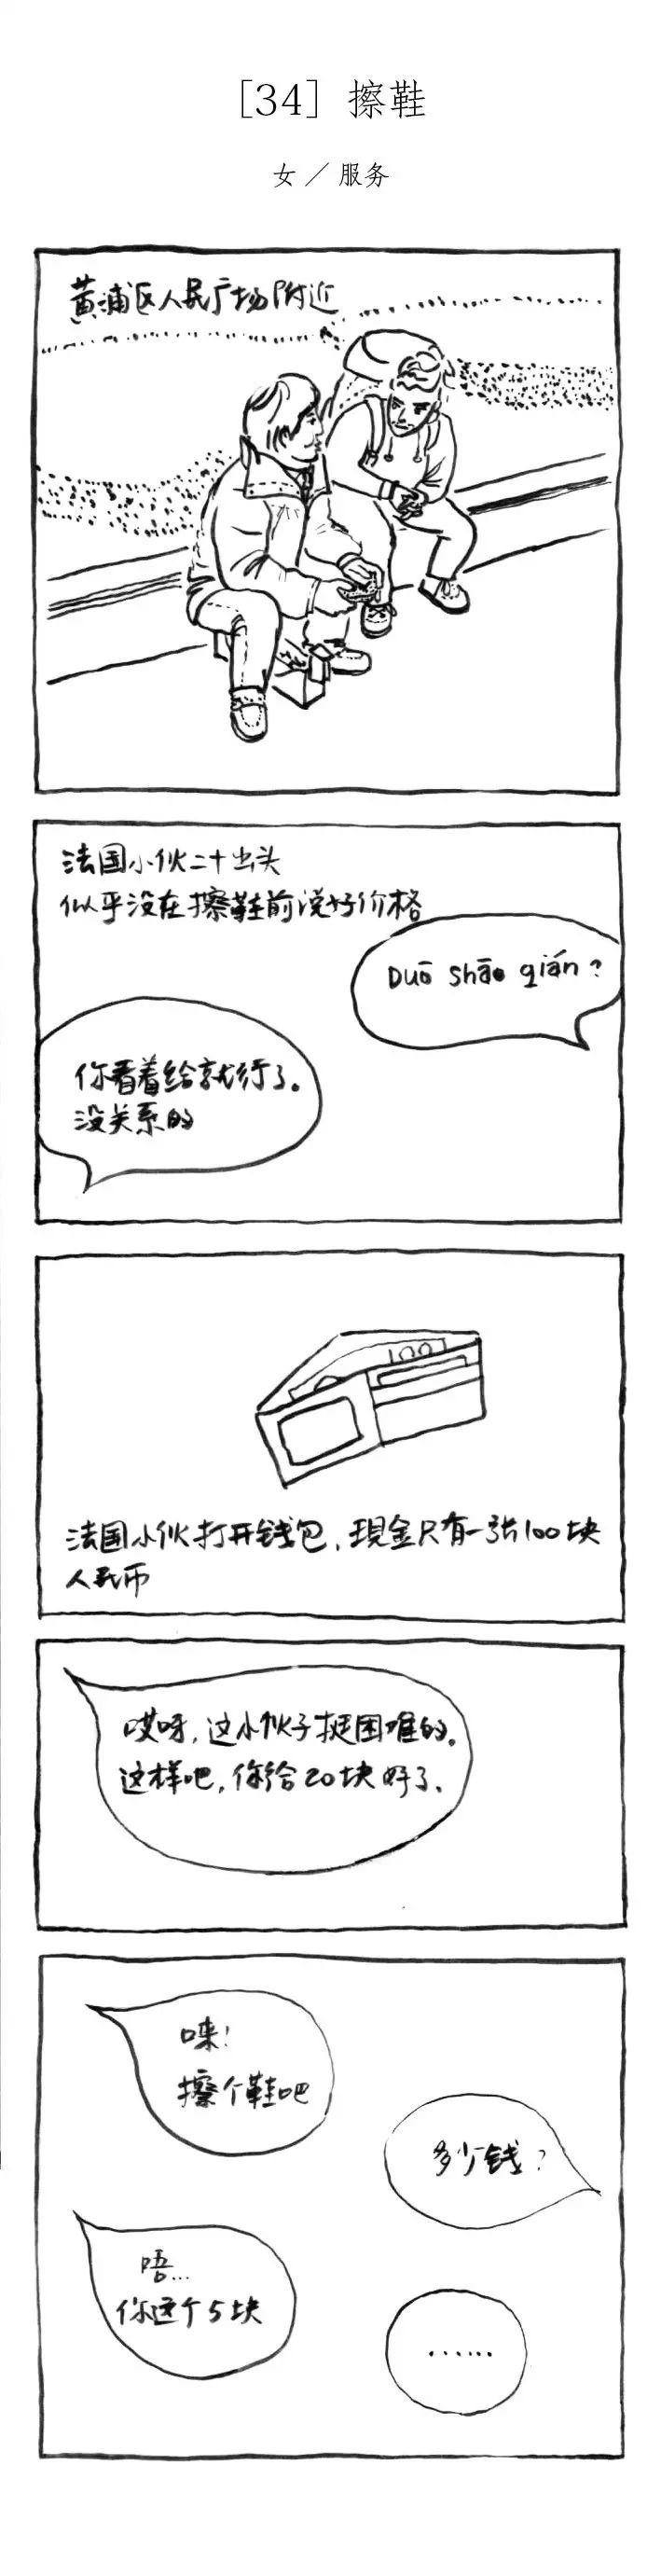 [34] 擦鞋
女／服务
黄浦区人民广场附近
法国小伙二十出头
似乎没在擦鞋前说好价格
Duō shāo qián?
你看着给就行了。
没关系的
100
法国小伙打开钱包，現金只有一张100块
人民币
哎呀，这小伙子挺困难的。
这样吧，你给20块好了、
唻！
擦个鞋吧
多少钱？
唔…
你这个5块
……